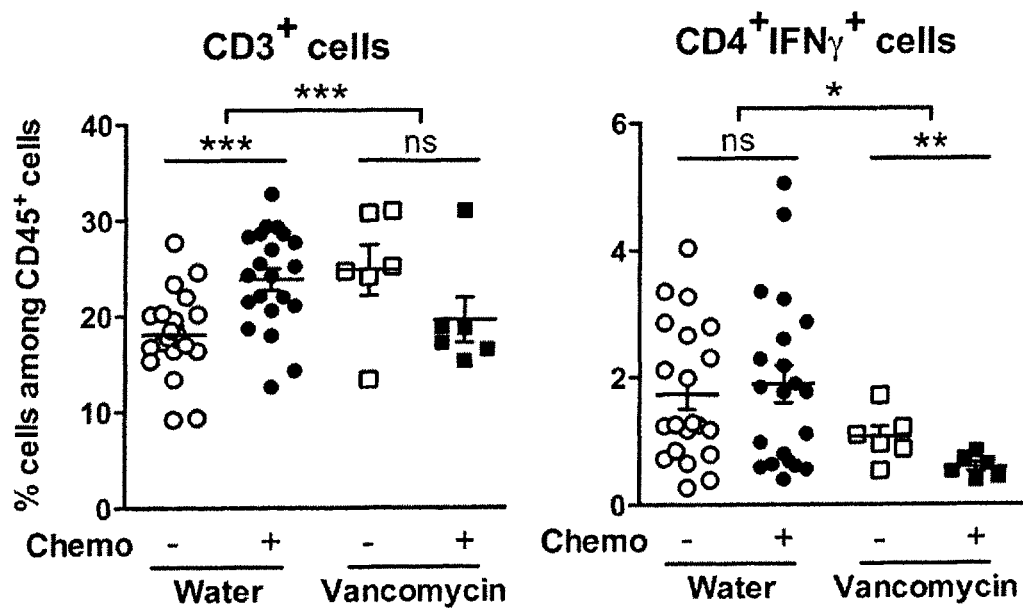 CD3+ cells
***
*** ns
% cells among CD45+ cells
40
30
20
10
0
Chemo - + - +
Water Vancomycin
CD4+IFNγ+ cells
*
ns **
6
4
2
0
Chemo - + - +
Water Vancomycin